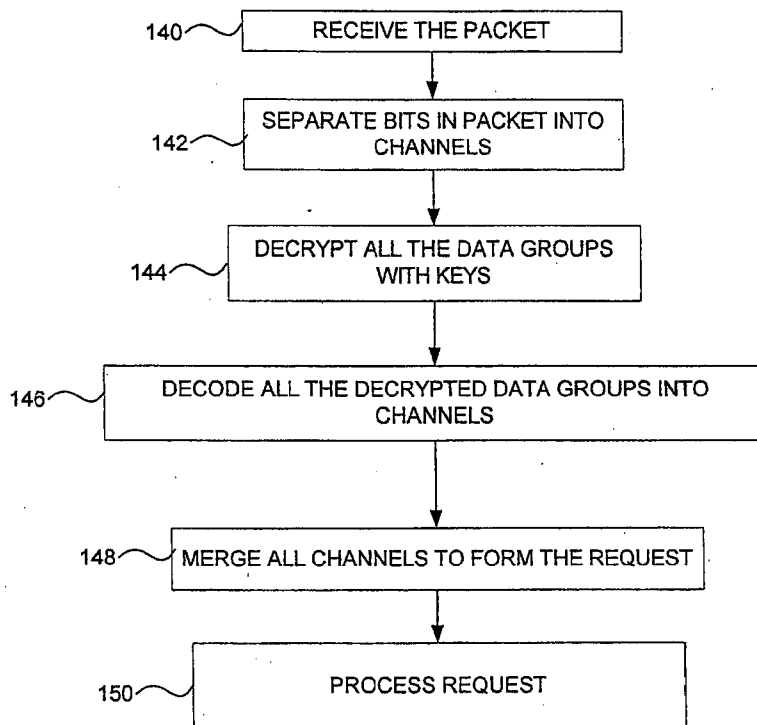 140
RECEIVE THE PACKET
142
SEPARATE BITS IN PACKET INTO
CHANNELS
144
DECRYPT ALL THE DATA GROUPS
WITH KEYS
146
DECODE ALL THE DECRYPTED DATA GROUPS INTO
CHANNELS
148
MERGE ALL CHANNELS TO FORM THE REQUEST
150
PROCESS REQUEST